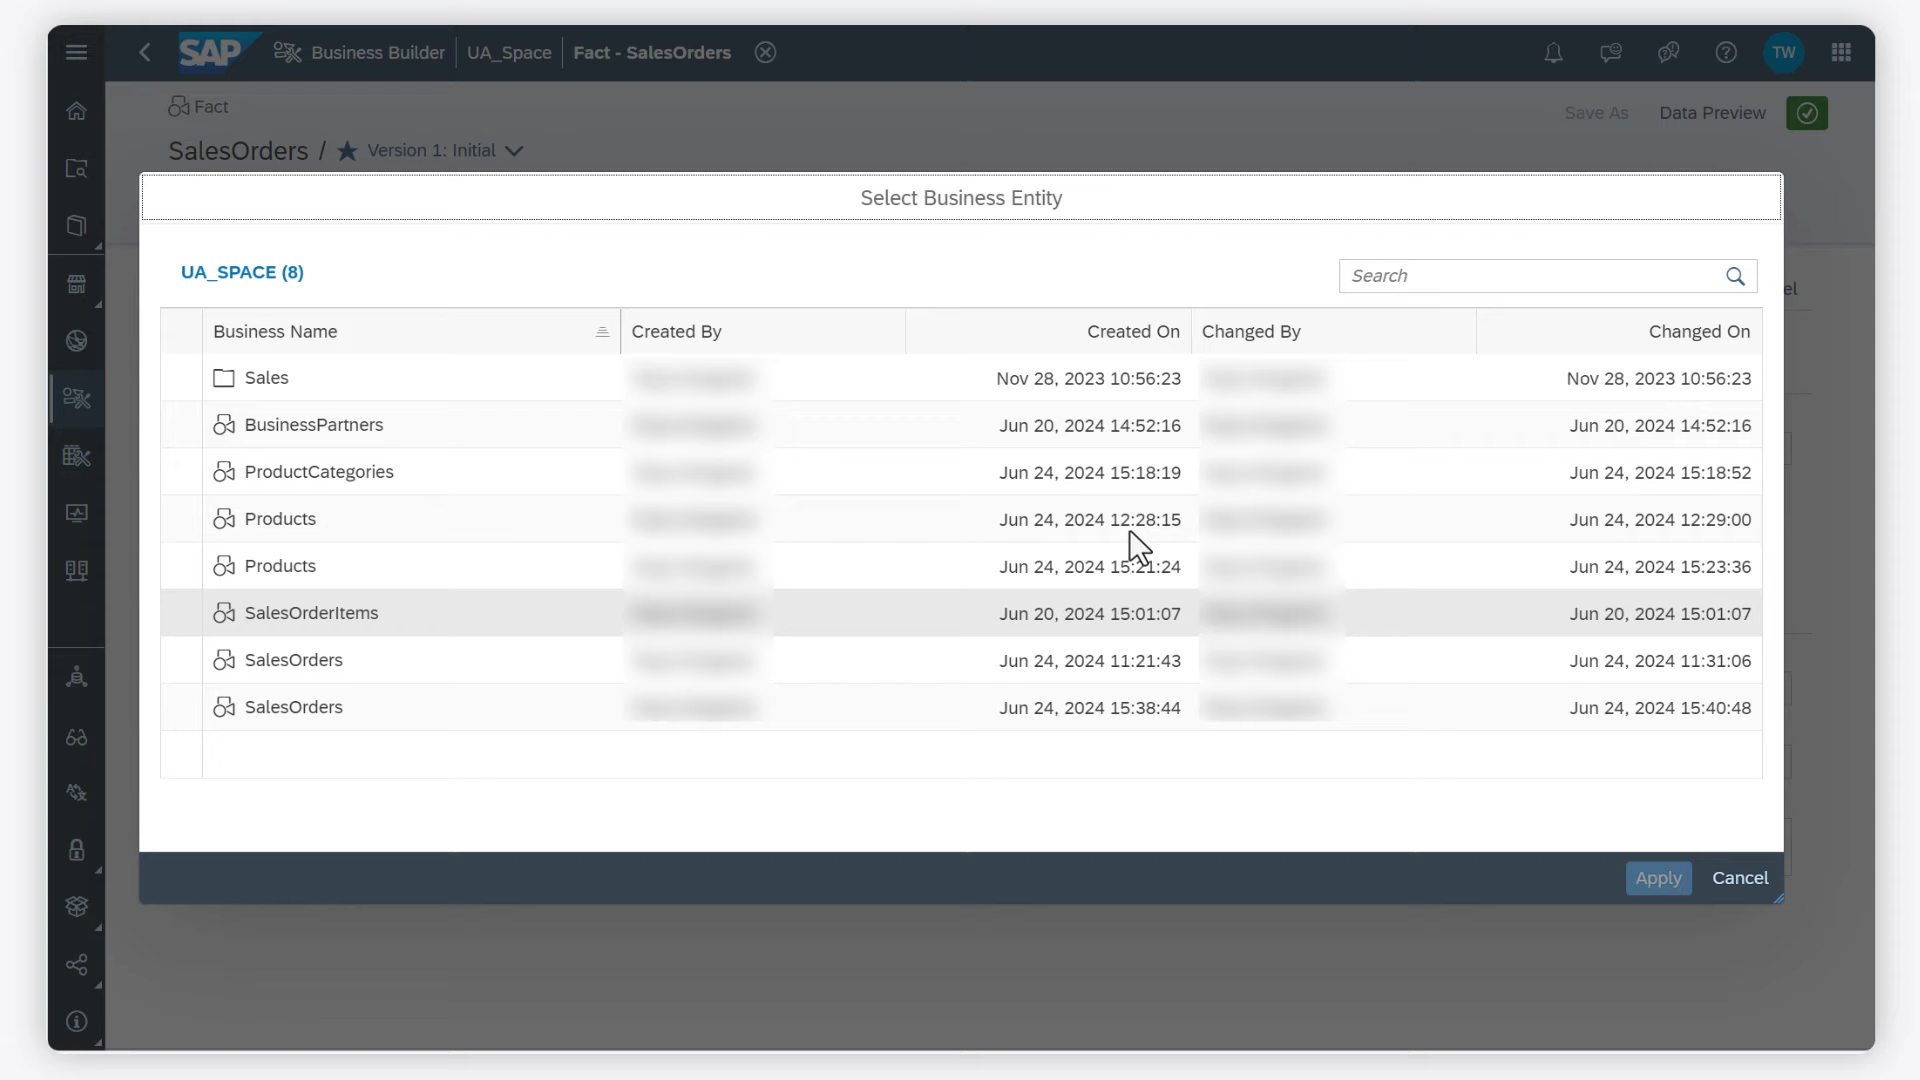 SAP Business Builder UA_Space Fact - SalesOrders TW
Fact
Save As Data Preview
SalesOrders / Version 1: Initial
Select Business Entity
UA_SPACE (8)
Search
Business Name Created By Created On Changed By Changed On
Sales Nov 28, 2023 10:56:23 Nov 28, 2023 10:56:23
BusinessPartners Jun 20, 2024 14:52:16 Jun 20, 2024 14:52:16
ProductCategories Jun 24, 2024 15:18:19 Jun 24, 2024 15:18:52
Products Jun 24, 2024 12:28:15 Jun 24, 2024 12:29:00
Products Jun 24, 2024 15:21:24 Jun 24, 2024 15:23:36
SalesOrderItems Jun 20, 2024 15:01:07 Jun 20, 2024 15:01:07
SalesOrders Jun 24, 2024 11:21:43 Jun 24, 2024 11:31:06
SalesOrders Jun 24, 2024 15:38:44 Jun 24, 2024 15:40:48
Apply Cancel